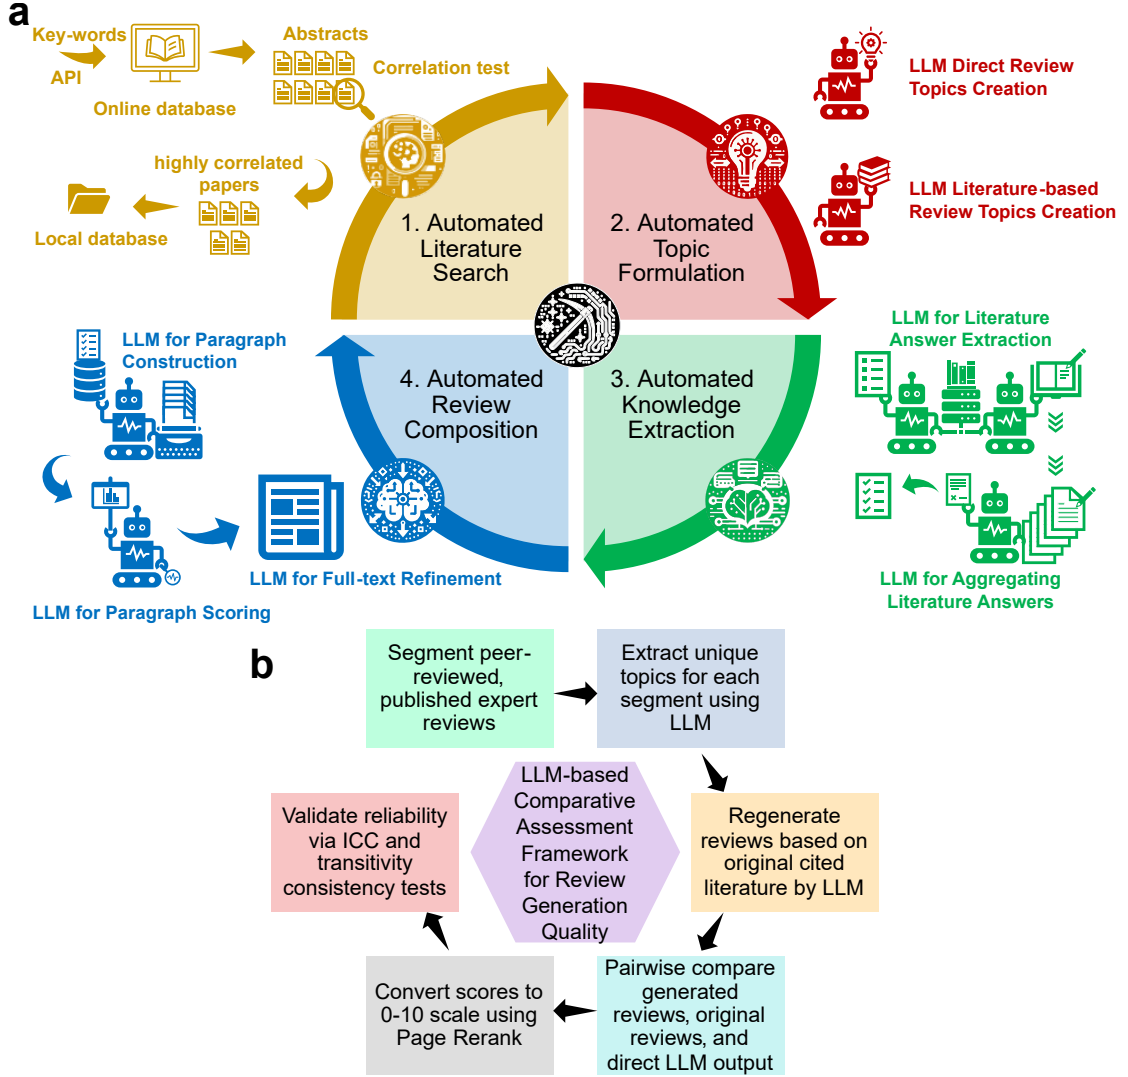 a
Key-words
API
Online database
Abstracts
Correlation test
highly correlated
papers
Local database
1. Automated
Literature
Search
2. Automated
Topic
Formulation
LLM Direct Review
Topics Creation
LLM Literature-based
Review Topics Creation
3. Automated
Knowledge
Extraction
LLM for Literature
Answer Extraction
LLM for Aggregating
Literature Answers
4. Automated
Review
Composition
LLM for Paragraph
Construction
LLM for Paragraph Scoring
LLM for Full-text Refinement
b
Segment peer-
reviewed,
published expert
reviews
Extract unique
topics for each
segment using
LLM
Regenerate
reviews based on
original cited
literature by LLM
Pairwise compare
generated
reviews, original
reviews, and
direct LLM output
Convert scores to
0-10 scale using
Page Rerank
Validate reliability
via ICC and
transitivity
consistency tests
LLM-based
Comparative
Assessment
Framework
for Review
Generation
Quality